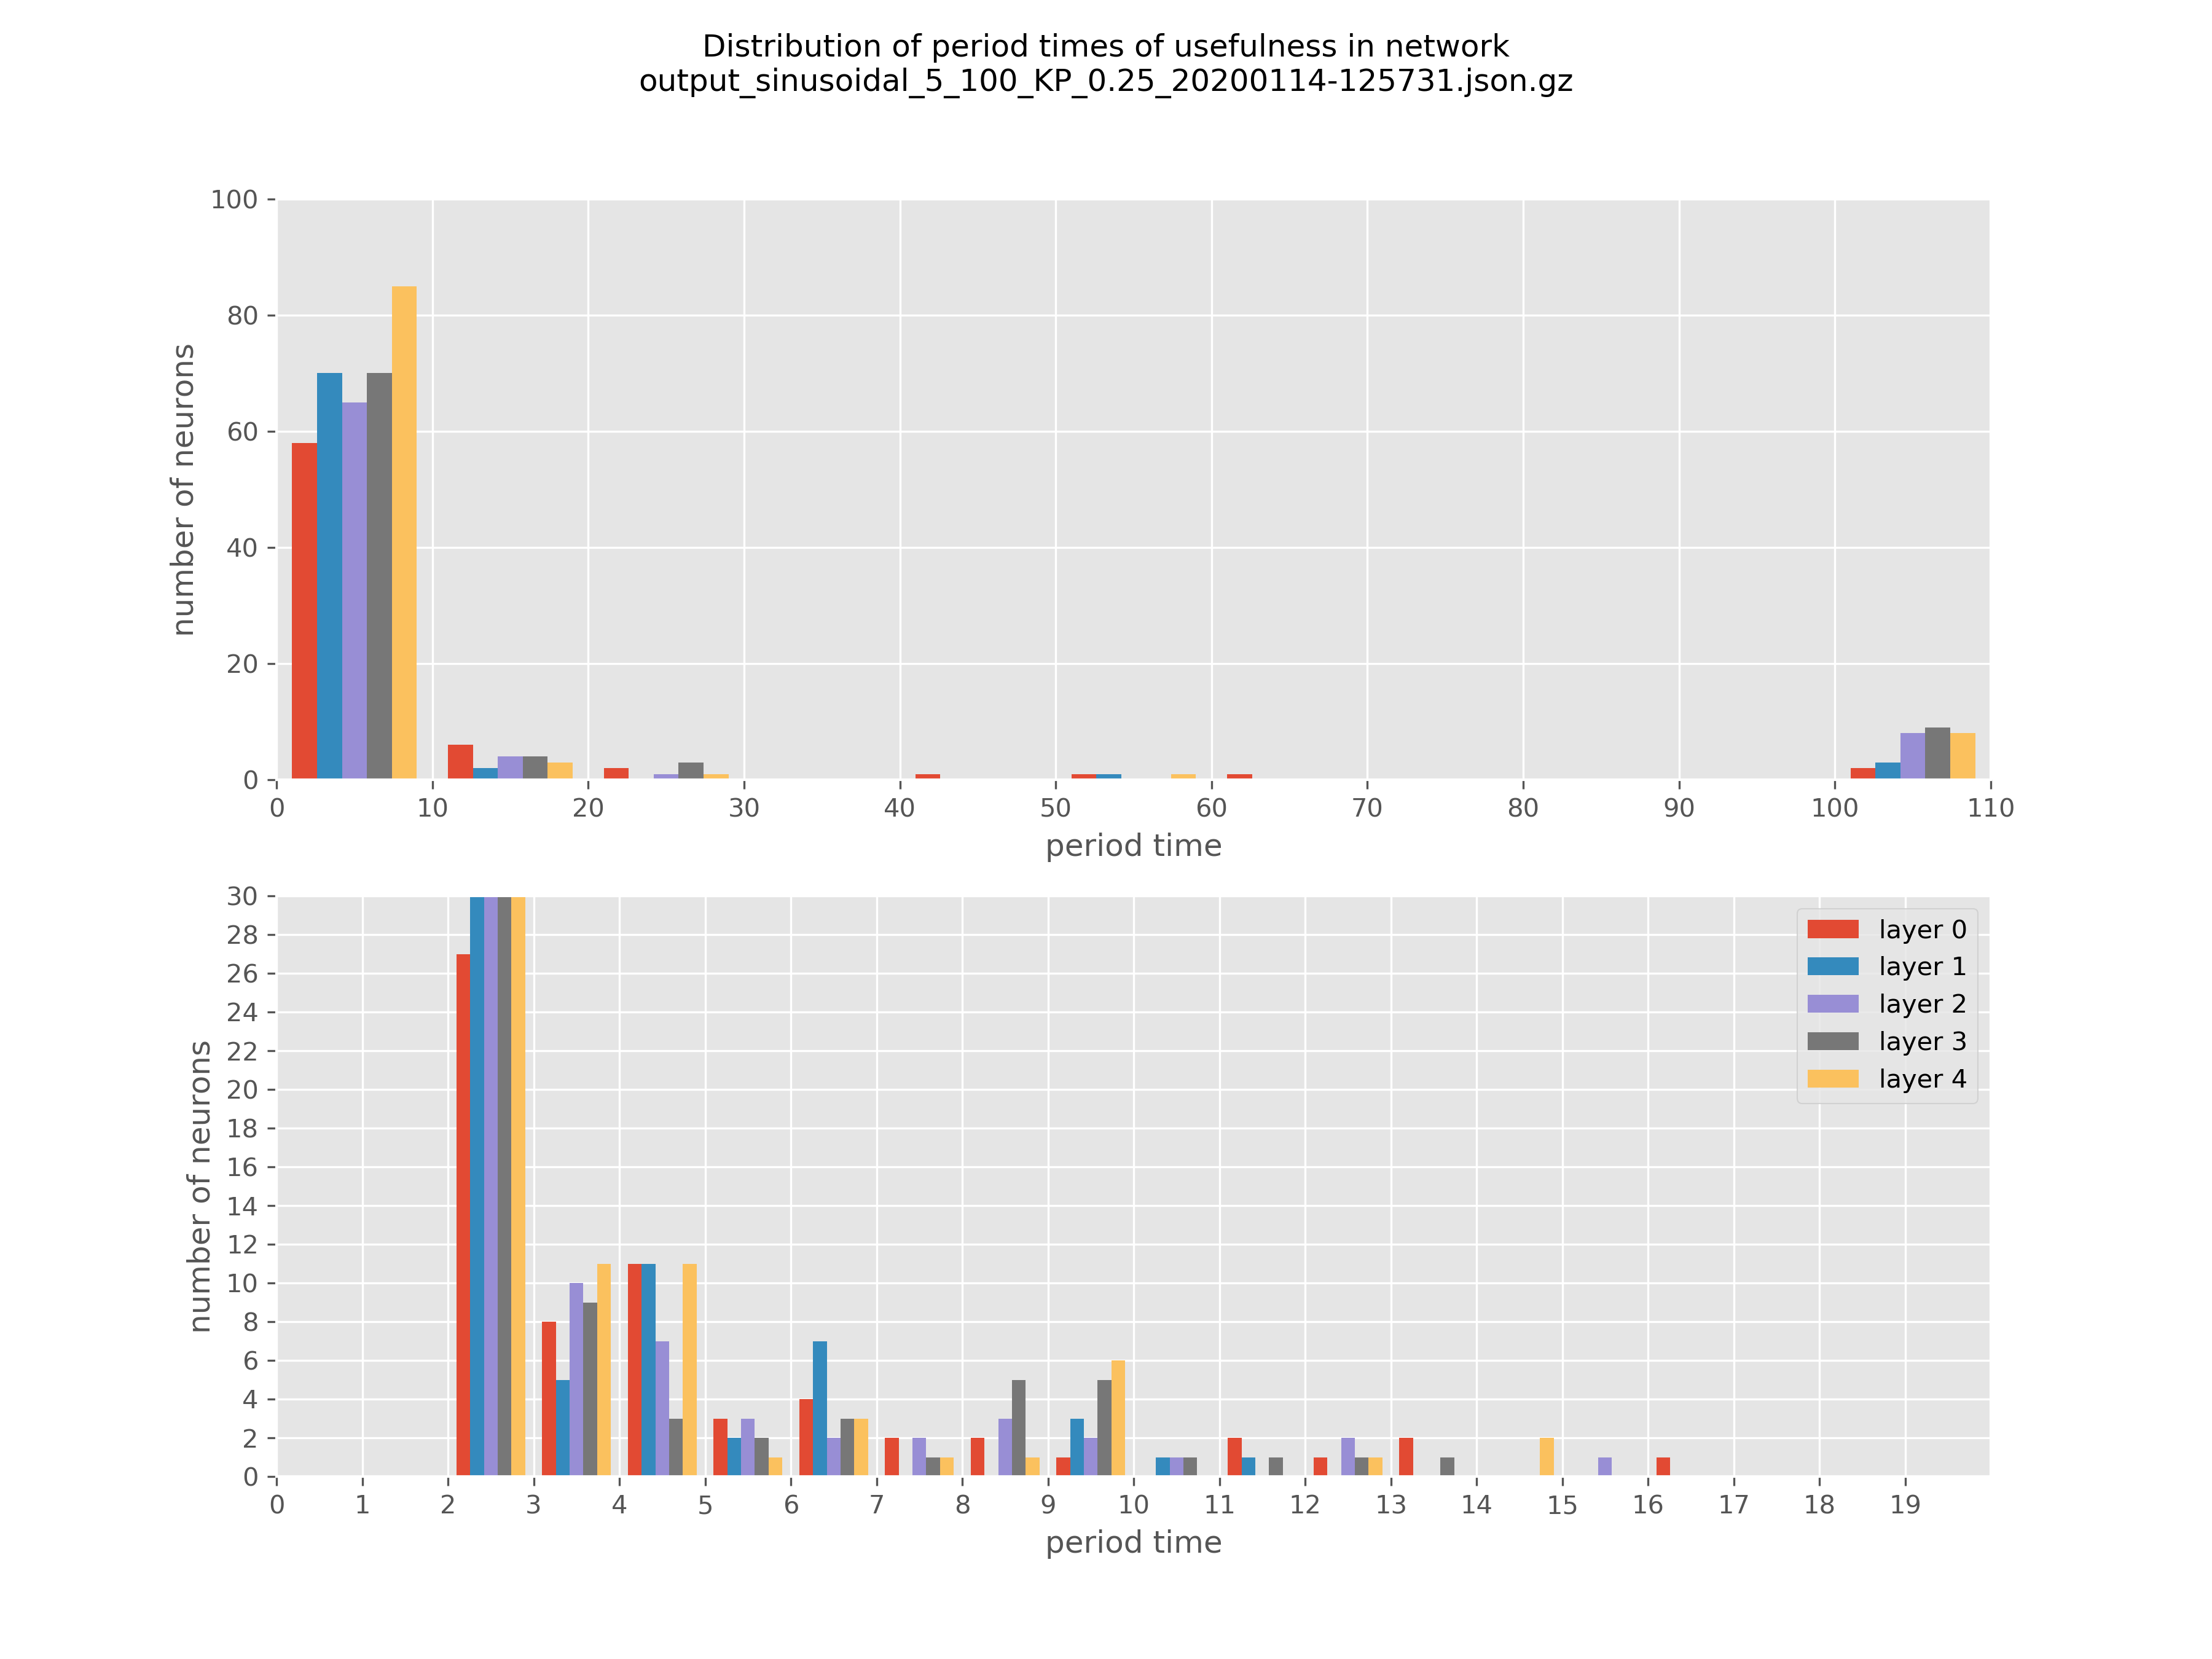 Distribution of period times of usefulness in network
output_sinusoidal_5_100_KP_0.25_20200114-125731.json.gz
100
80
60
40
20
0
number of neurons
0 10 20 30 40 50 60 70 80 90 100 110
period time
30
28
26
24
22
20
18
16
14
12
10
8
6
4
2
0
number of neurons
layer 0
layer 1
layer 2
layer 3
layer 4
0 1 2 3 4 5 6 7 8 9 10 11 12 13 14 15 16 17 18 19
period time